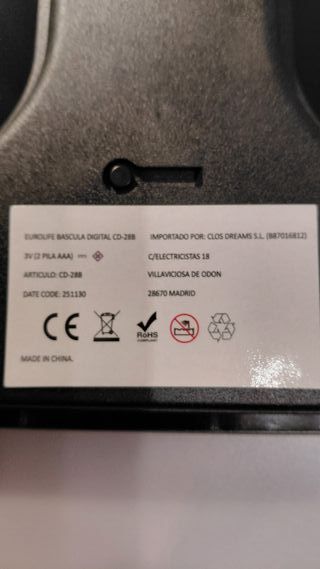 EUROLIFE BASCULA DIGITAL CD-28B
3V (2 PILA AAA)
ARTICULO: CD-28B
DATE CODE: 251130
IMPORTADO POR: CLOS DREAMS S.L. (B87016812)
C/ELECTRICISTAS 18
VILLAVICIOSA DE ODON
28670 MADRID
CE
RoHS
COMPLIANT
MADE IN CHINA.